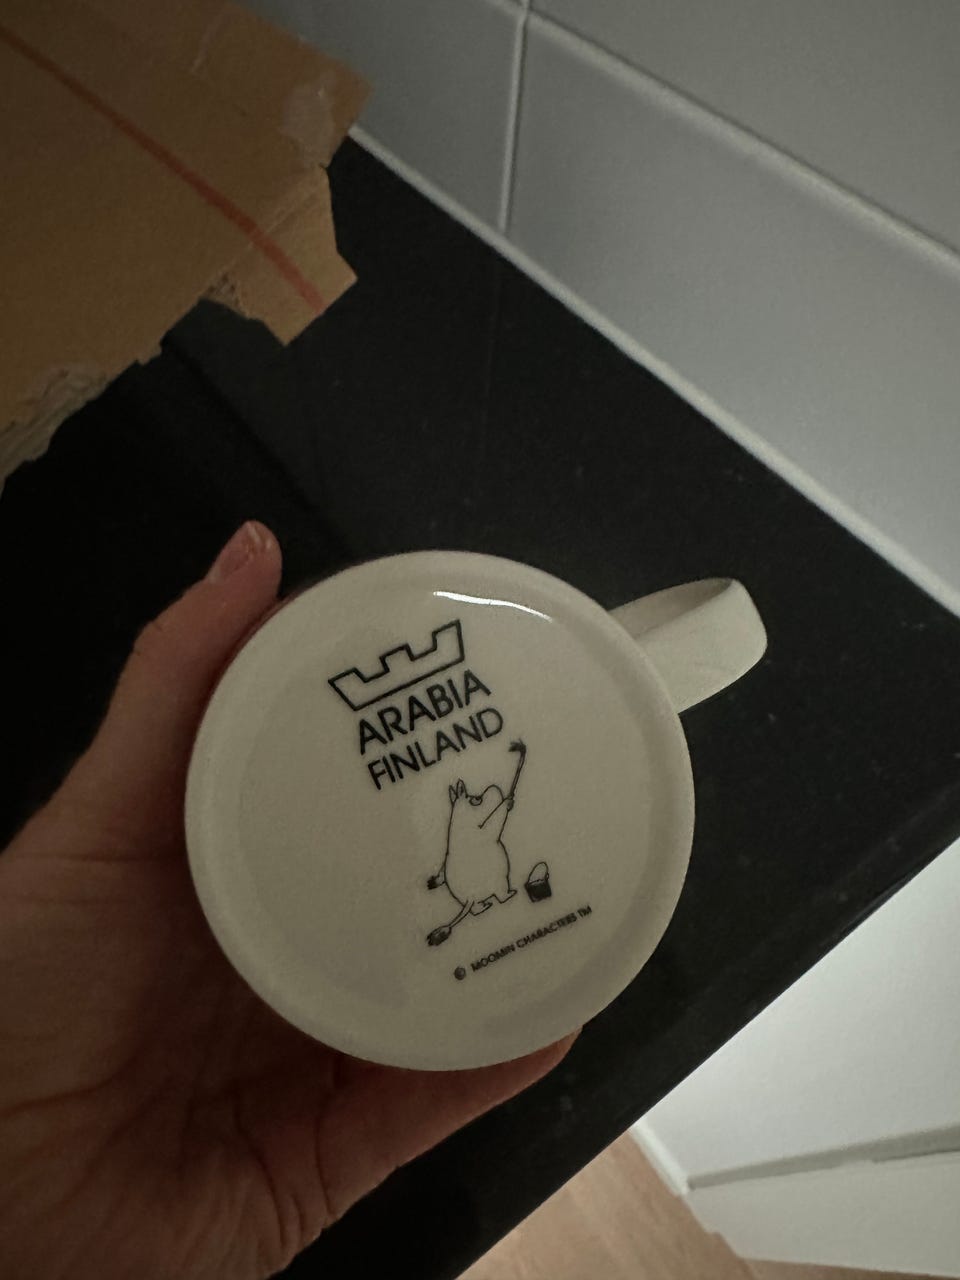 ARABIA
FINLAND
© MOOMIN CHARACTERS ™